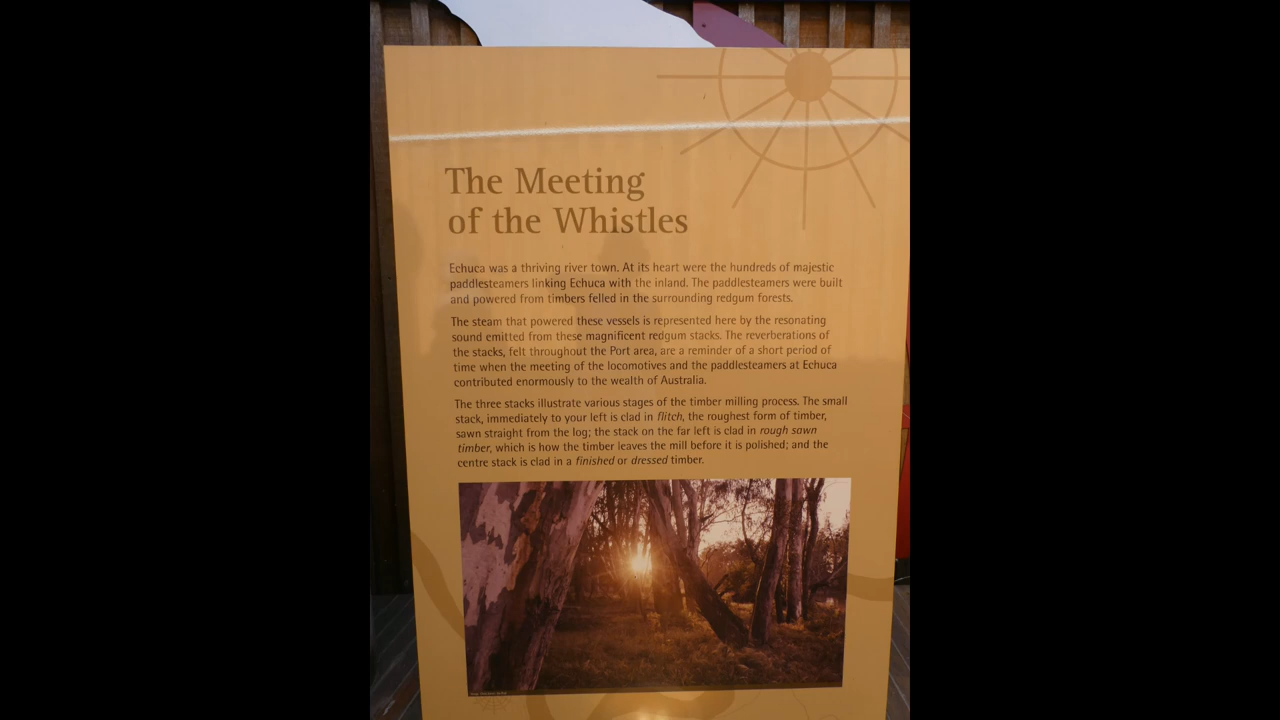 The Meeting
of the Whistles
Echuca was a thriving river town. At its heart were the hundreds of majestic
paddlesteamers linking Echuca with the inland. The paddlesteamers were built
and powered from timbers felled in the surrounding redgum forests.
The steam that powered these vessels is represented here by the resonating
sound emitted from these magnificent redgum stacks. The reverberations of
the stacks, felt throughout the Port area, are a reminder of a short period of
time when the meeting of the locomotives and the paddlesteamers at Echuca
contributed enormously to the wealth of Australia.
The three stacks illustrate various stages of the timber milling process. The small
stack, immediately to your left is clad in flitch, the roughest form of timber,
sawn straight from the log; the stack on the far left is clad in rough sawn
timber, which is how the timber leaves the mill before it is polished; and the
centre stack is clad in a finished or dressed timber.